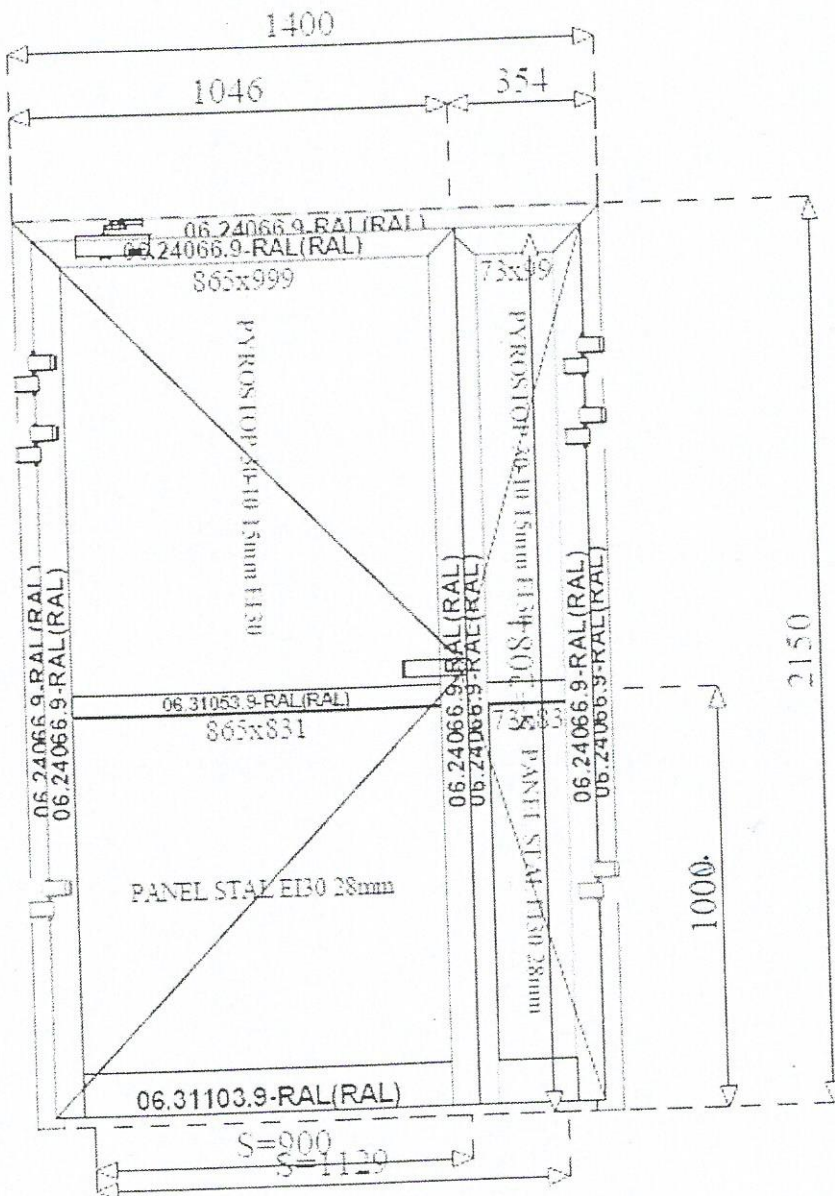 1400
1046
354
06.24066.9-RAL(RAL)
06.24066.9-RAL(RAL)
865x999
73x99
PYROSTOP-30-10 15mm EI30
PYROSTOP-30-10 15mm EI30
2084
2150
06.24066.9-RAL(RAL)
06.24066.9-RAL(RAL)
06.24066.9-RAL(RAL)
06.24066.9-RAL(RAL)
06.24066.9-RAL(RAL)
06.24066.9-RAL(RAL)
06.31053.9-RAL(RAL)
865x831
73x83
PANEL STAL EI30 28mm
PANEL STAL EI30 28mm
1000
06.31103.9-RAL(RAL)
S=900
S=1129